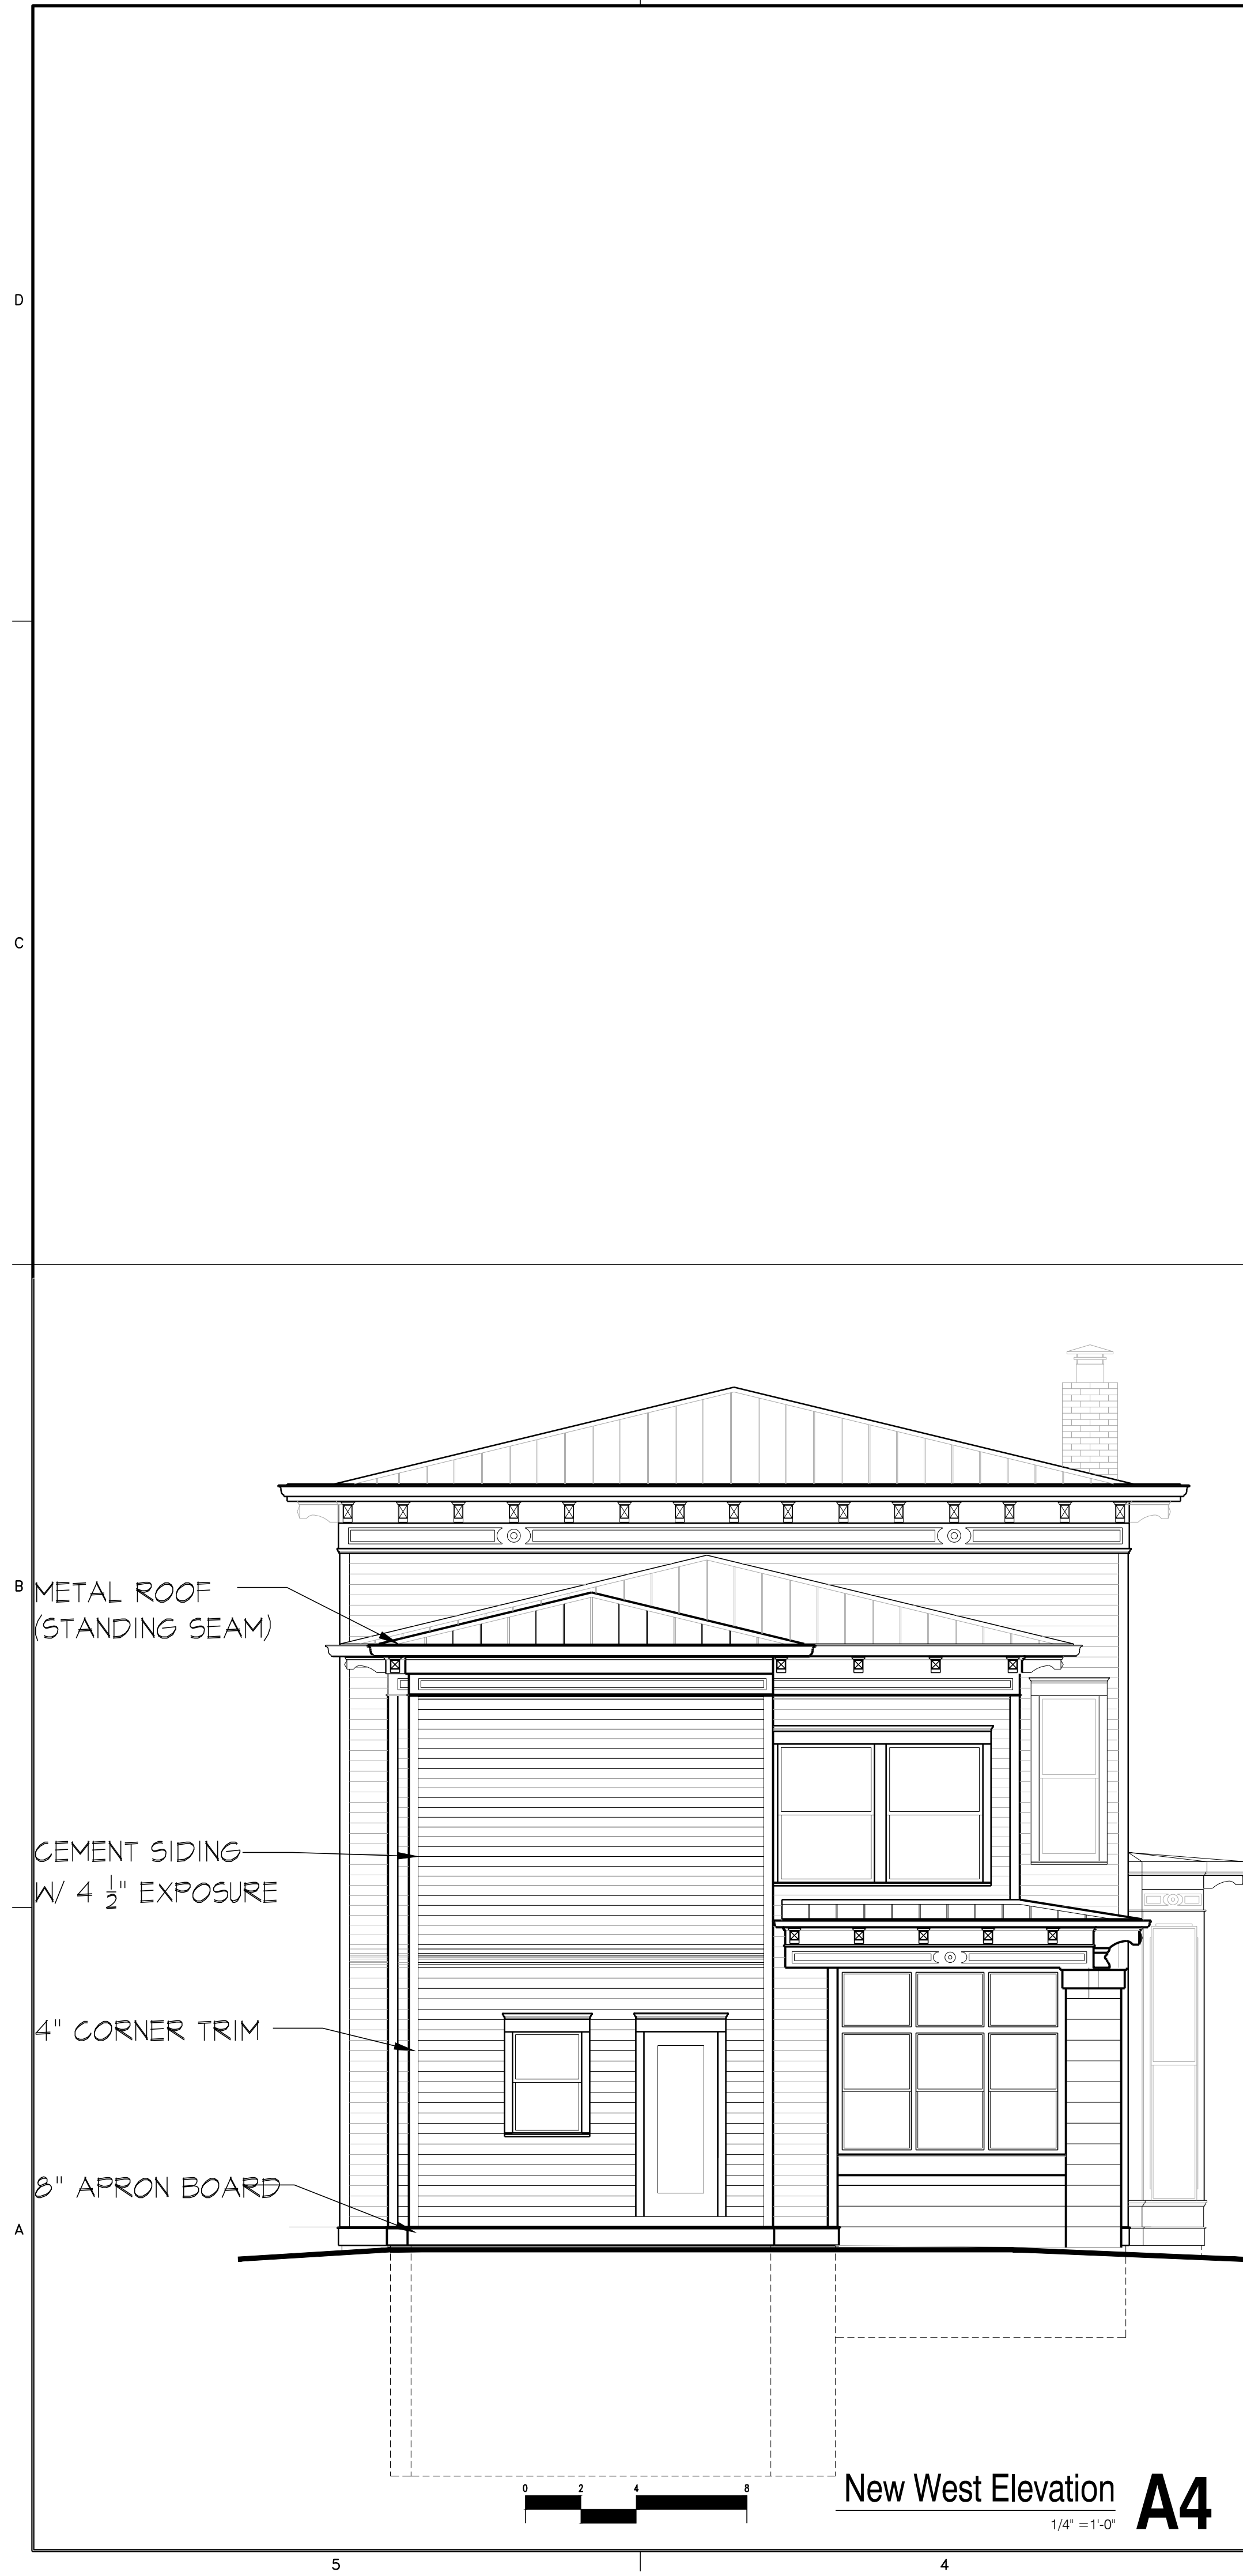 D
C
B
METAL ROOF
(STANDING SEAM)
CEMENT SIDING
W/ 4 1/2" EXPOSURE
4" CORNER TRIM
8" APRON BOARD
A
0 2 4 8
New West Elevation A4
1/4" =1'-0"
5 4